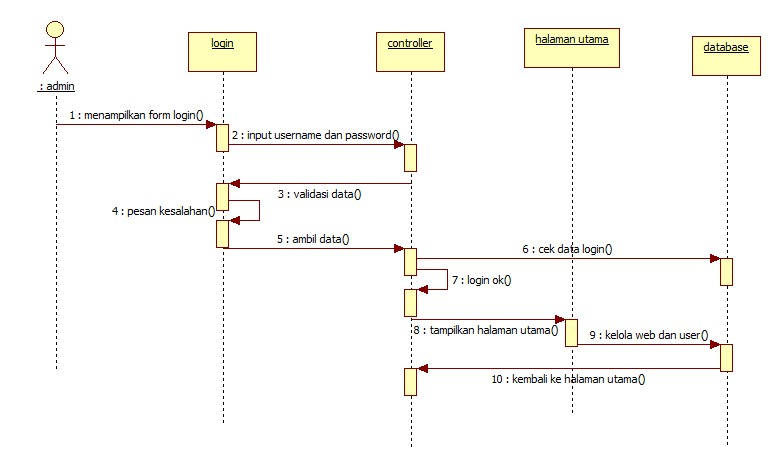 : admin
login
controller
halaman utama
database
1 : menampilkan form login()
2 : input username dan password()
3 : validasi data()
4 : pesan kesalahan()
5 : ambil data()
6 : cek data login()
7 : login ok()
8 : tampilkan halaman utama()
9 : kelola web dan user()
10 : kembali ke halaman utama()